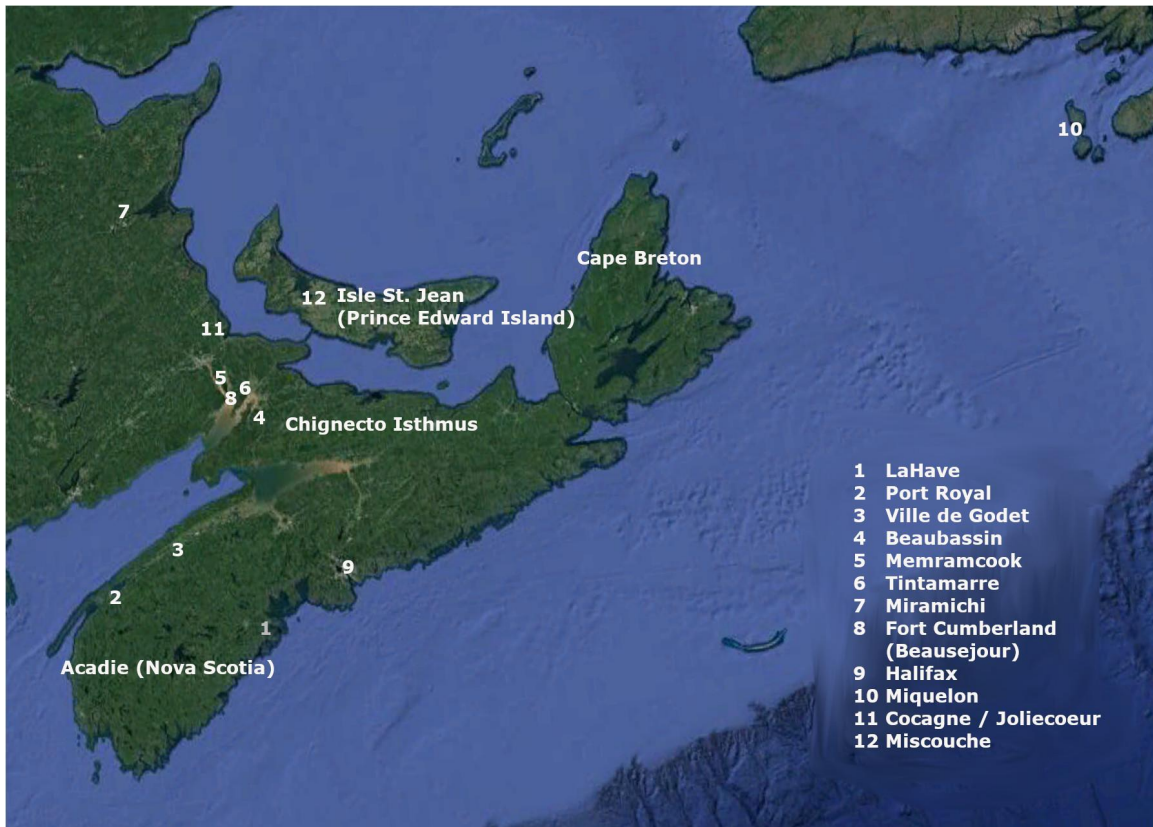 10
7
Cape Breton
12 Isle St. Jean
(Prince Edward Island)
11
5
6
8
4
Chignecto Isthmus
3
9
2
1
Acadie (Nova Scotia)
1 LaHave
2 Port Royal
3 Ville de Godet
4 Beaubassin
5 Memramcook
6 Tintamarre
7 Miramichi
8 Fort Cumberland
(Beausejour)
9 Halifax
10 Miquelon
11 Cocagne / Joliecoeur
12 Miscouche